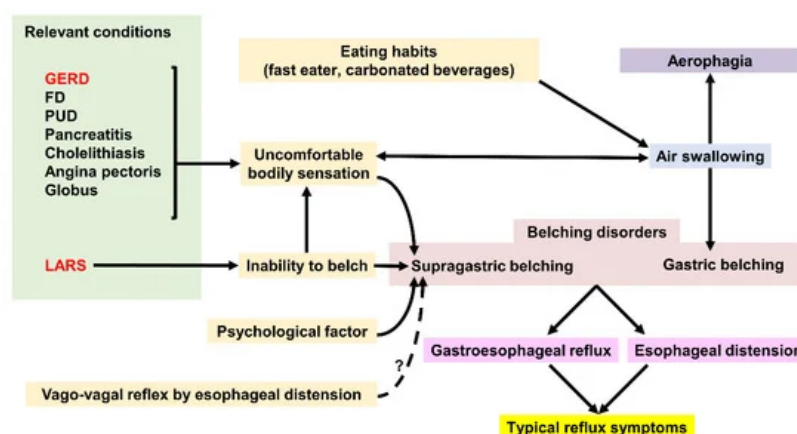 Relevant conditions
GERD
FD
PUD
Pancreatitis
Cholelithiasis
Angina pectoris
Globus
LARS
Eating habits
(fast eater, carbonated beverages)
Aerophagia
Uncomfortable
bodily sensation
Air swallowing
Belching disorders
Inability to belch
Supragastric belching
Gastric belching
Psychological factor
Gastroesophageal reflux
Esophageal distension
?
Vago-vagal reflex by esophageal distension
Typical reflux symptoms